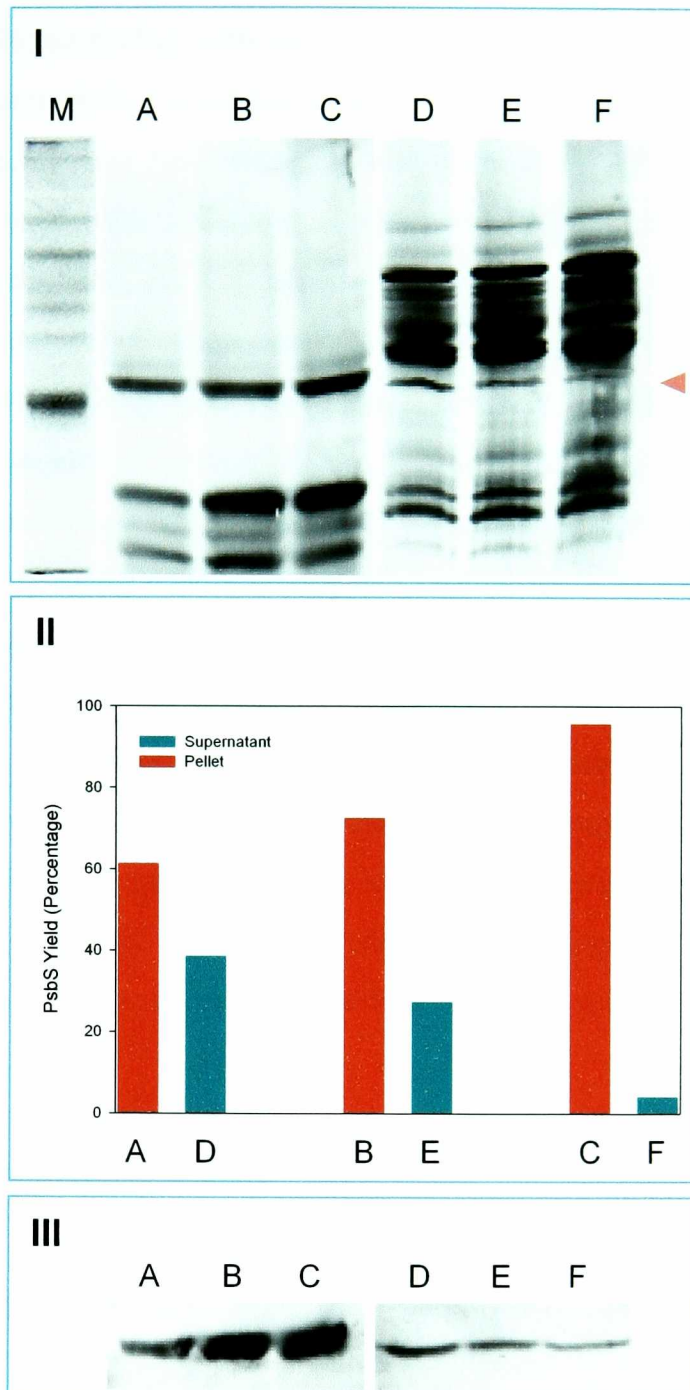 I
M A B C D E F
II
100
80
60
40
20
0
PsbS Yield (Percentage)
Supernatant
Pellet
A D B E C F
III
A B C D E F